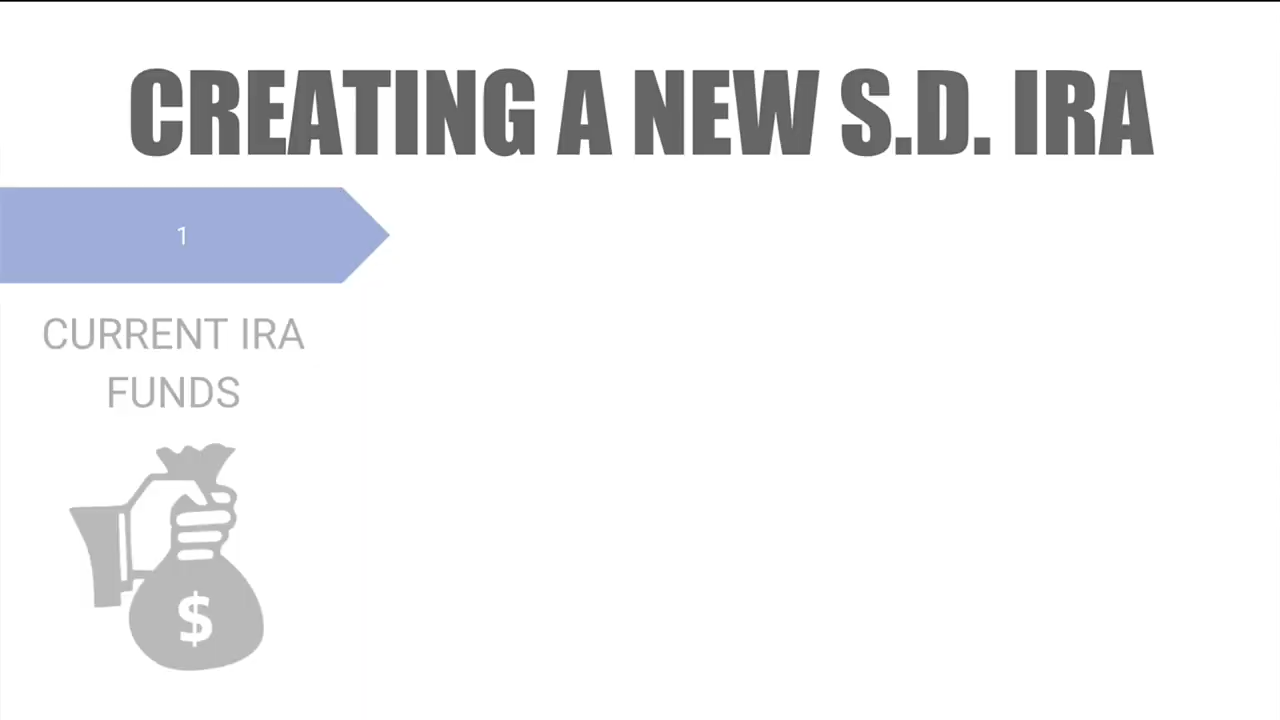 CREATING A NEW S.D. IRA
1
CURRENT IRA
FUNDS
$